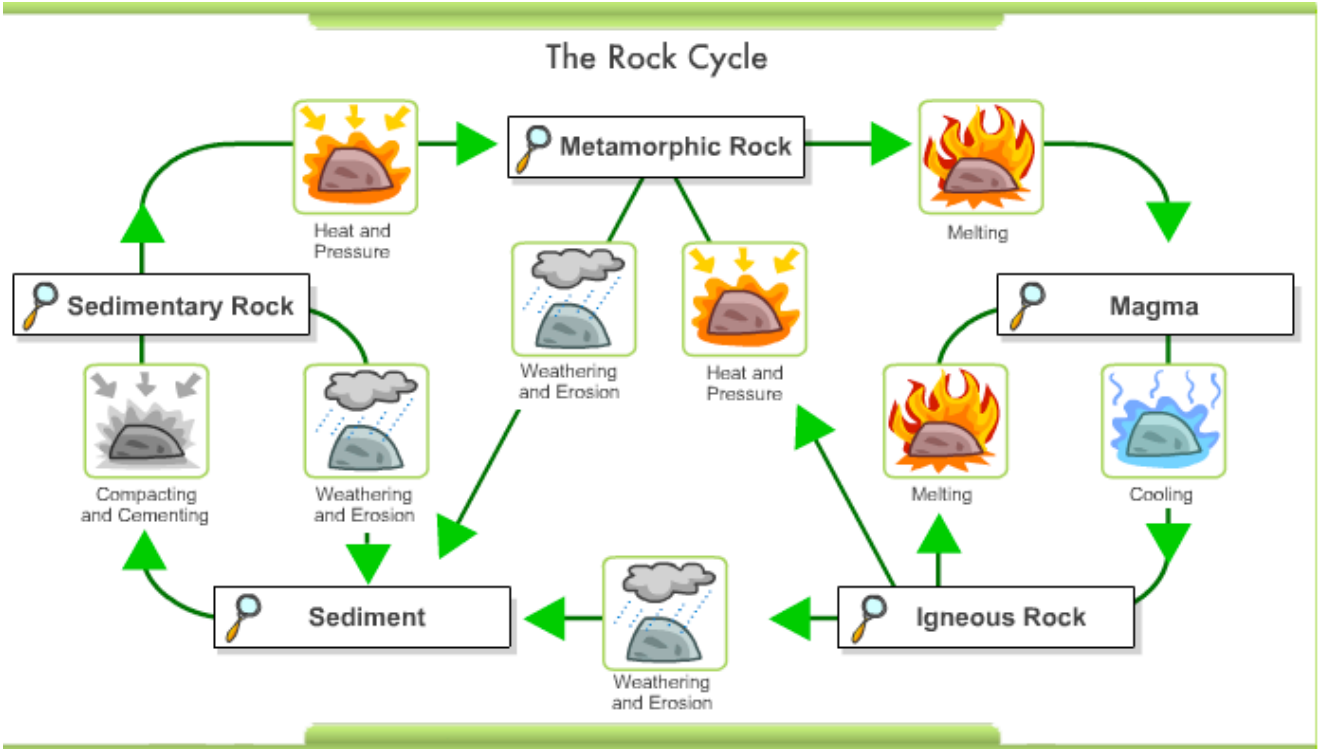 The Rock Cycle
Metamorphic Rock
Heat and
Pressure
Melting
Sedimentary Rock
Magma
Weathering
and Erosion
Heat and
Pressure
Compacting
and Cementing
Weathering
and Erosion
Melting
Cooling
Sediment
Igneous Rock
Weathering
and Erosion